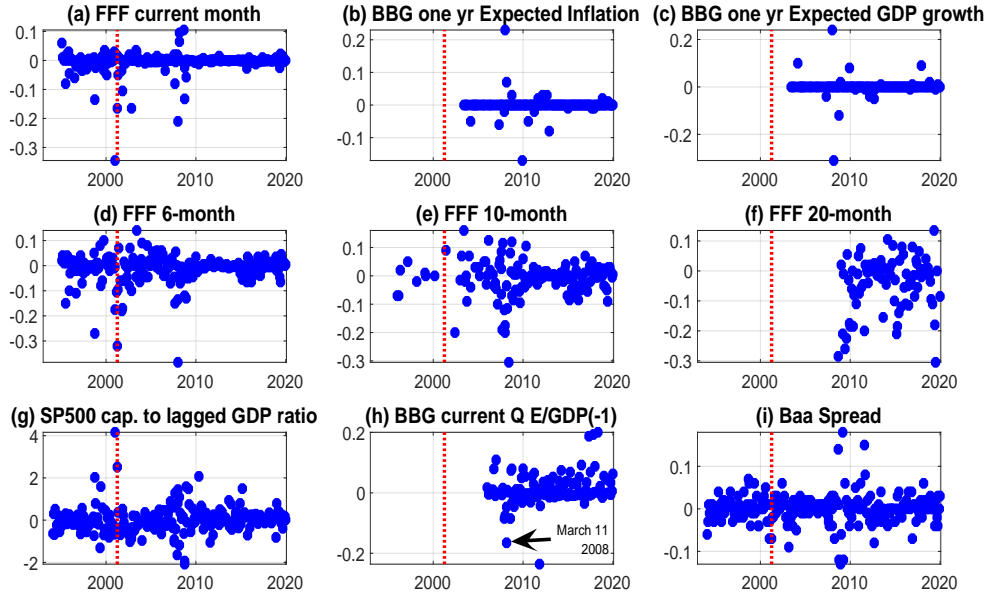 (a) FFF current month
(b) BBG one yr Expected Inflation
(c) BBG one yr Expected GDP growth
0.1
0
-0.1
-0.2
-0.3
2000 2010 2020
0.2
0.1
0
-0.1
2000 2010 2020
0.2
0
-0.2
2000 2010 2020
(d) FFF 6-month
(e) FFF 10-month
(f) FFF 20-month
0.1
0
-0.1
-0.2
-0.3
2000 2010 2020
0.1
0
-0.1
-0.2
-0.3
2000 2010 2020
0.1
0
-0.1
-0.2
-0.3
2000 2010 2020
(g) SP500 cap. to lagged GDP ratio
(h) BBG current Q E/GDP(-1)
(i) Baa Spread
4
2
0
-2
2000 2010 2020
0.2
0
-0.2
March 11
2008
2000 2010 2020
0.1
0
-0.1
2000 2010 2020